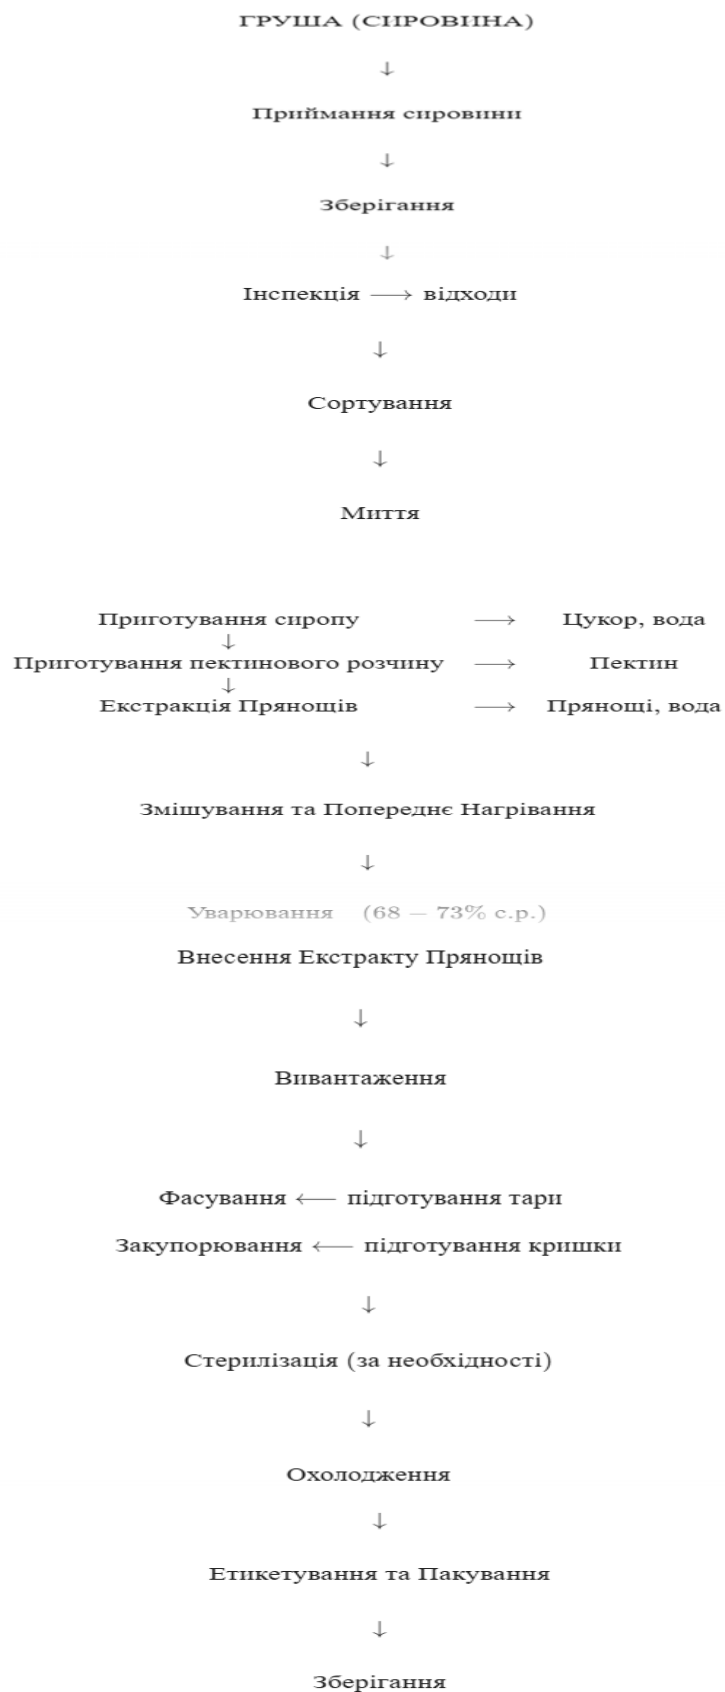 ГРУША (СИРОВИНА)
↓
Приймання сировини
↓
Зберігання
↓
Інспекція ⟶ відходи
↓
Сортування
↓
Миття
Приготування сиропу ⟶ Цукор, вода
↓
Приготування пектинового розчину ⟶ Пектин
↓
Екстракція Прянощів ⟶ Прянощі, вода
↓
Змішування та Попереднє Нагрівання
↓
Уварювання (68 – 73% с.р.)
Внесення Екстракту Прянощів
↓
Вивантаження
↓
Фасування ⟵ підготування тари
Закупорювання ⟵ підготування кришки
↓
Стерилізація (за необхідності)
↓
Охолодження
↓
Етикетування та Пакування
↓
Зберігання